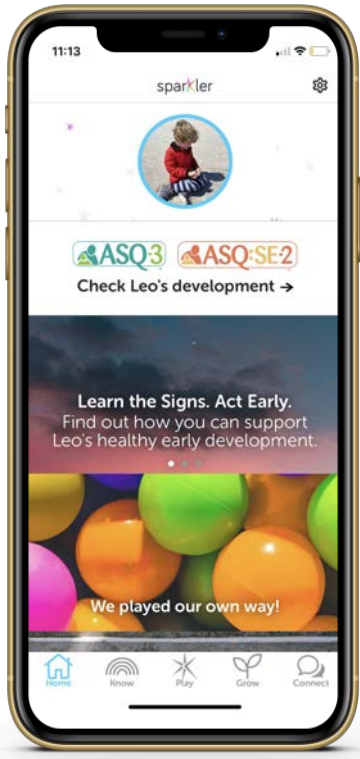 11:13
sparkler
ASQ-3 ASQ:SE-2
Check Leo's development →
Learn the Signs. Act Early.
Find out how you can support
Leo's healthy early development.
We played our own way!
Home Know Play Grow Connect